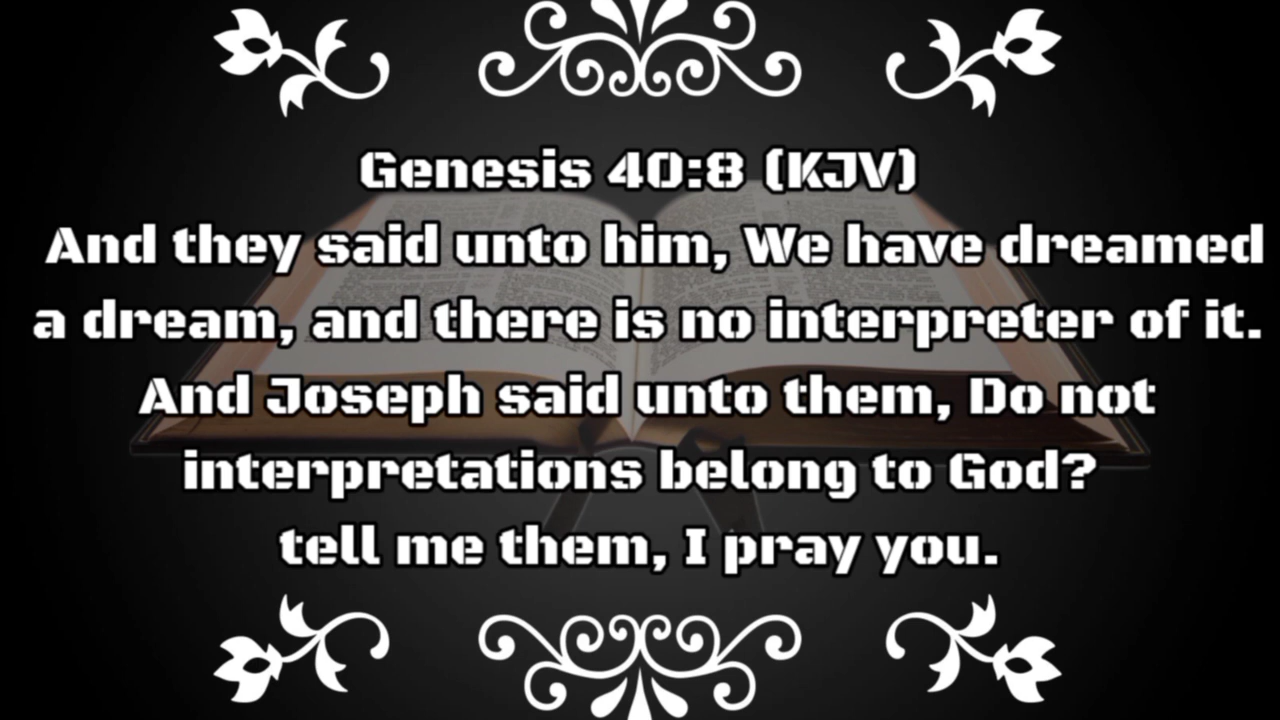 Genesis 40:8 (KJV)
And they said unto him, We have dreamed
a dream, and there is no interpreter of it.
And Joseph said unto them, Do not
interpretations belong to God?
tell me them, I pray you.